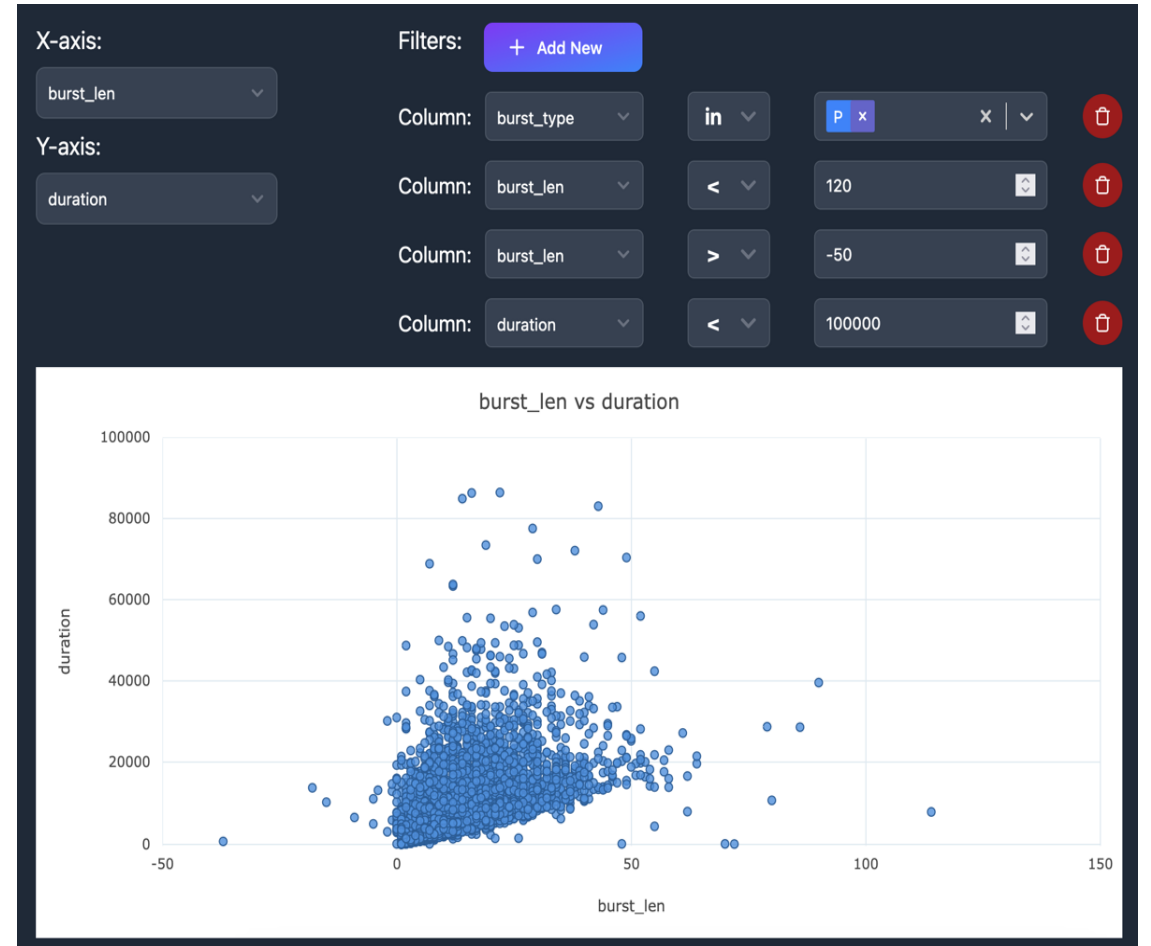 X-axis:
burst_len
Y-axis:
duration
Filters:
+ Add New
Column: burst_type in P × ×
Column: burst_len < 120
Column: burst_len > -50
Column: duration < 100000
burst_len vs duration
100000
80000
60000
40000
20000
0
duration
-50 0 50 100 150
burst_len